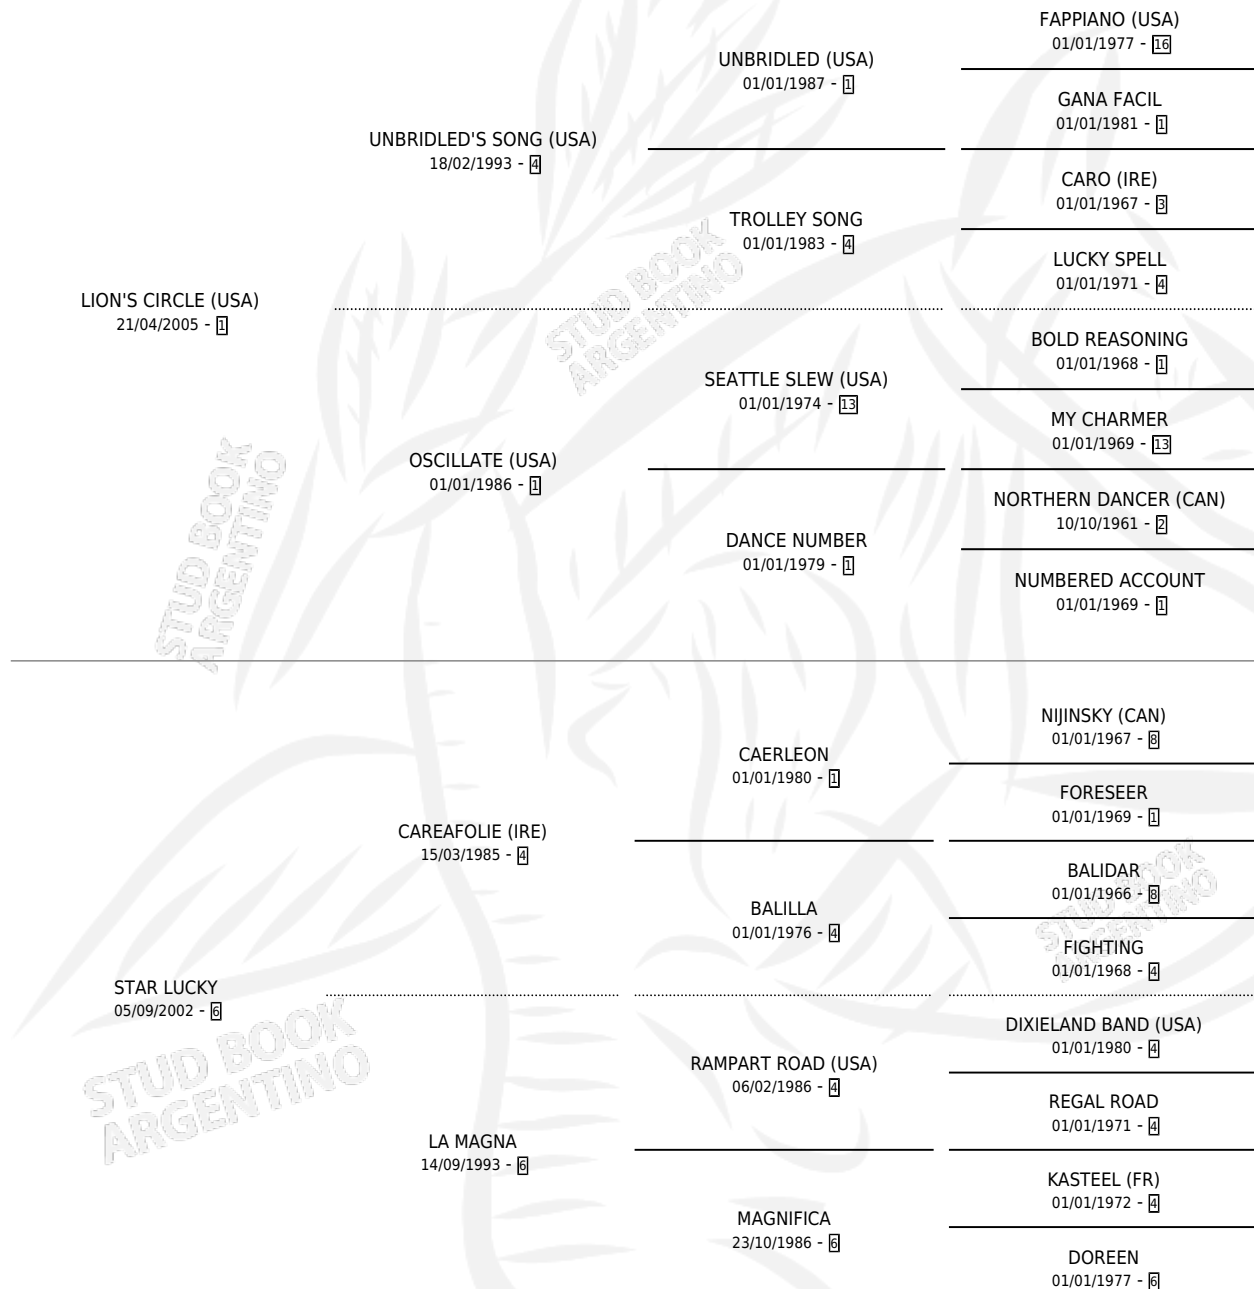 FAPPIANO (USA)
01/01/1977 - 16
UNBRIDLED (USA)
01/01/1987 - 1
GANA FACIL
01/01/1981 - 1
UNBRIDLED'S SONG (USA)
18/02/1993 - 4
CARO (IRE)
01/01/1967 - 3
TROLLEY SONG
01/01/1983 - 4
LUCKY SPELL
01/01/1971 - 4
LION'S CIRCLE (USA)
21/04/2005 - 1
BOLD REASONING
01/01/1968 - 1
SEATTLE SLEW (USA)
01/01/1974 - 13
MY CHARMER
01/01/1969 - 13
OSCILLATE (USA)
01/01/1986 - 1
NORTHERN DANCER (CAN)
10/10/1961 - 2
DANCE NUMBER
01/01/1979 - 1
NUMBERED ACCOUNT
01/01/1969 - 1
NIJINSKY (CAN)
01/01/1967 - 8
CAERLEON
01/01/1980 - 1
FORESEER
01/01/1969 - 1
CAREAFOLIE (IRE)
15/03/1985 - 4
BALIDAR
01/01/1966 - 8
BALILLA
01/01/1976 - 4
FIGHTING
01/01/1968 - 4
STAR LUCKY
05/09/2002 - 6
DIXIELAND BAND (USA)
01/01/1980 - 4
RAMPART ROAD (USA)
06/02/1986 - 4
REGAL ROAD
01/01/1971 - 4
LA MAGNA
14/09/1993 - 6
KASTEEL (FR)
01/01/1972 - 4
MAGNIFICA
23/10/1986 - 6
DOREEN
01/01/1977 - 6
STUD BOOK
ARGENTINO
STUD BOOK
ARGENTINO
STUD BOOK
ARGENTINO
STUD BOOK
ARGENTINO